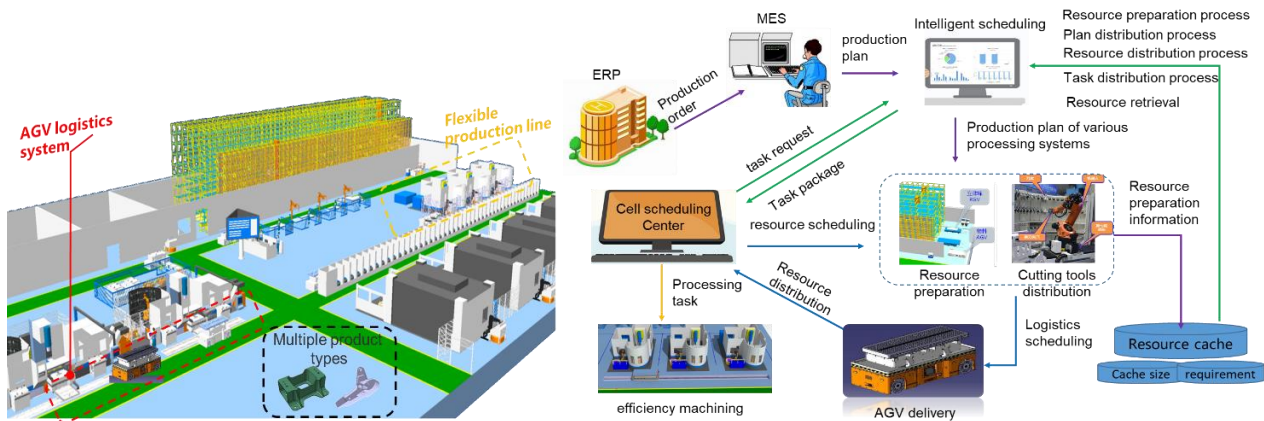 AGV logistics
system
Flexible
production line
Multiple product
types
ERP
Production
order
MES
production
plan
Intelligent scheduling
Resource preparation process
Plan distribution process
Resource distribution process
Task distribution process
Resource retrieval
task request
Task package
Production plan of various
processing systems
Cell scheduling
Center
resource scheduling
AGV
Resource
preparation
Cutting tools
distribution
Resource
preparation
information
Processing
task
Resource
distribution
Logistics
scheduling
efficiency machining
AGV delivery
Resource cache
Cache size
requirement